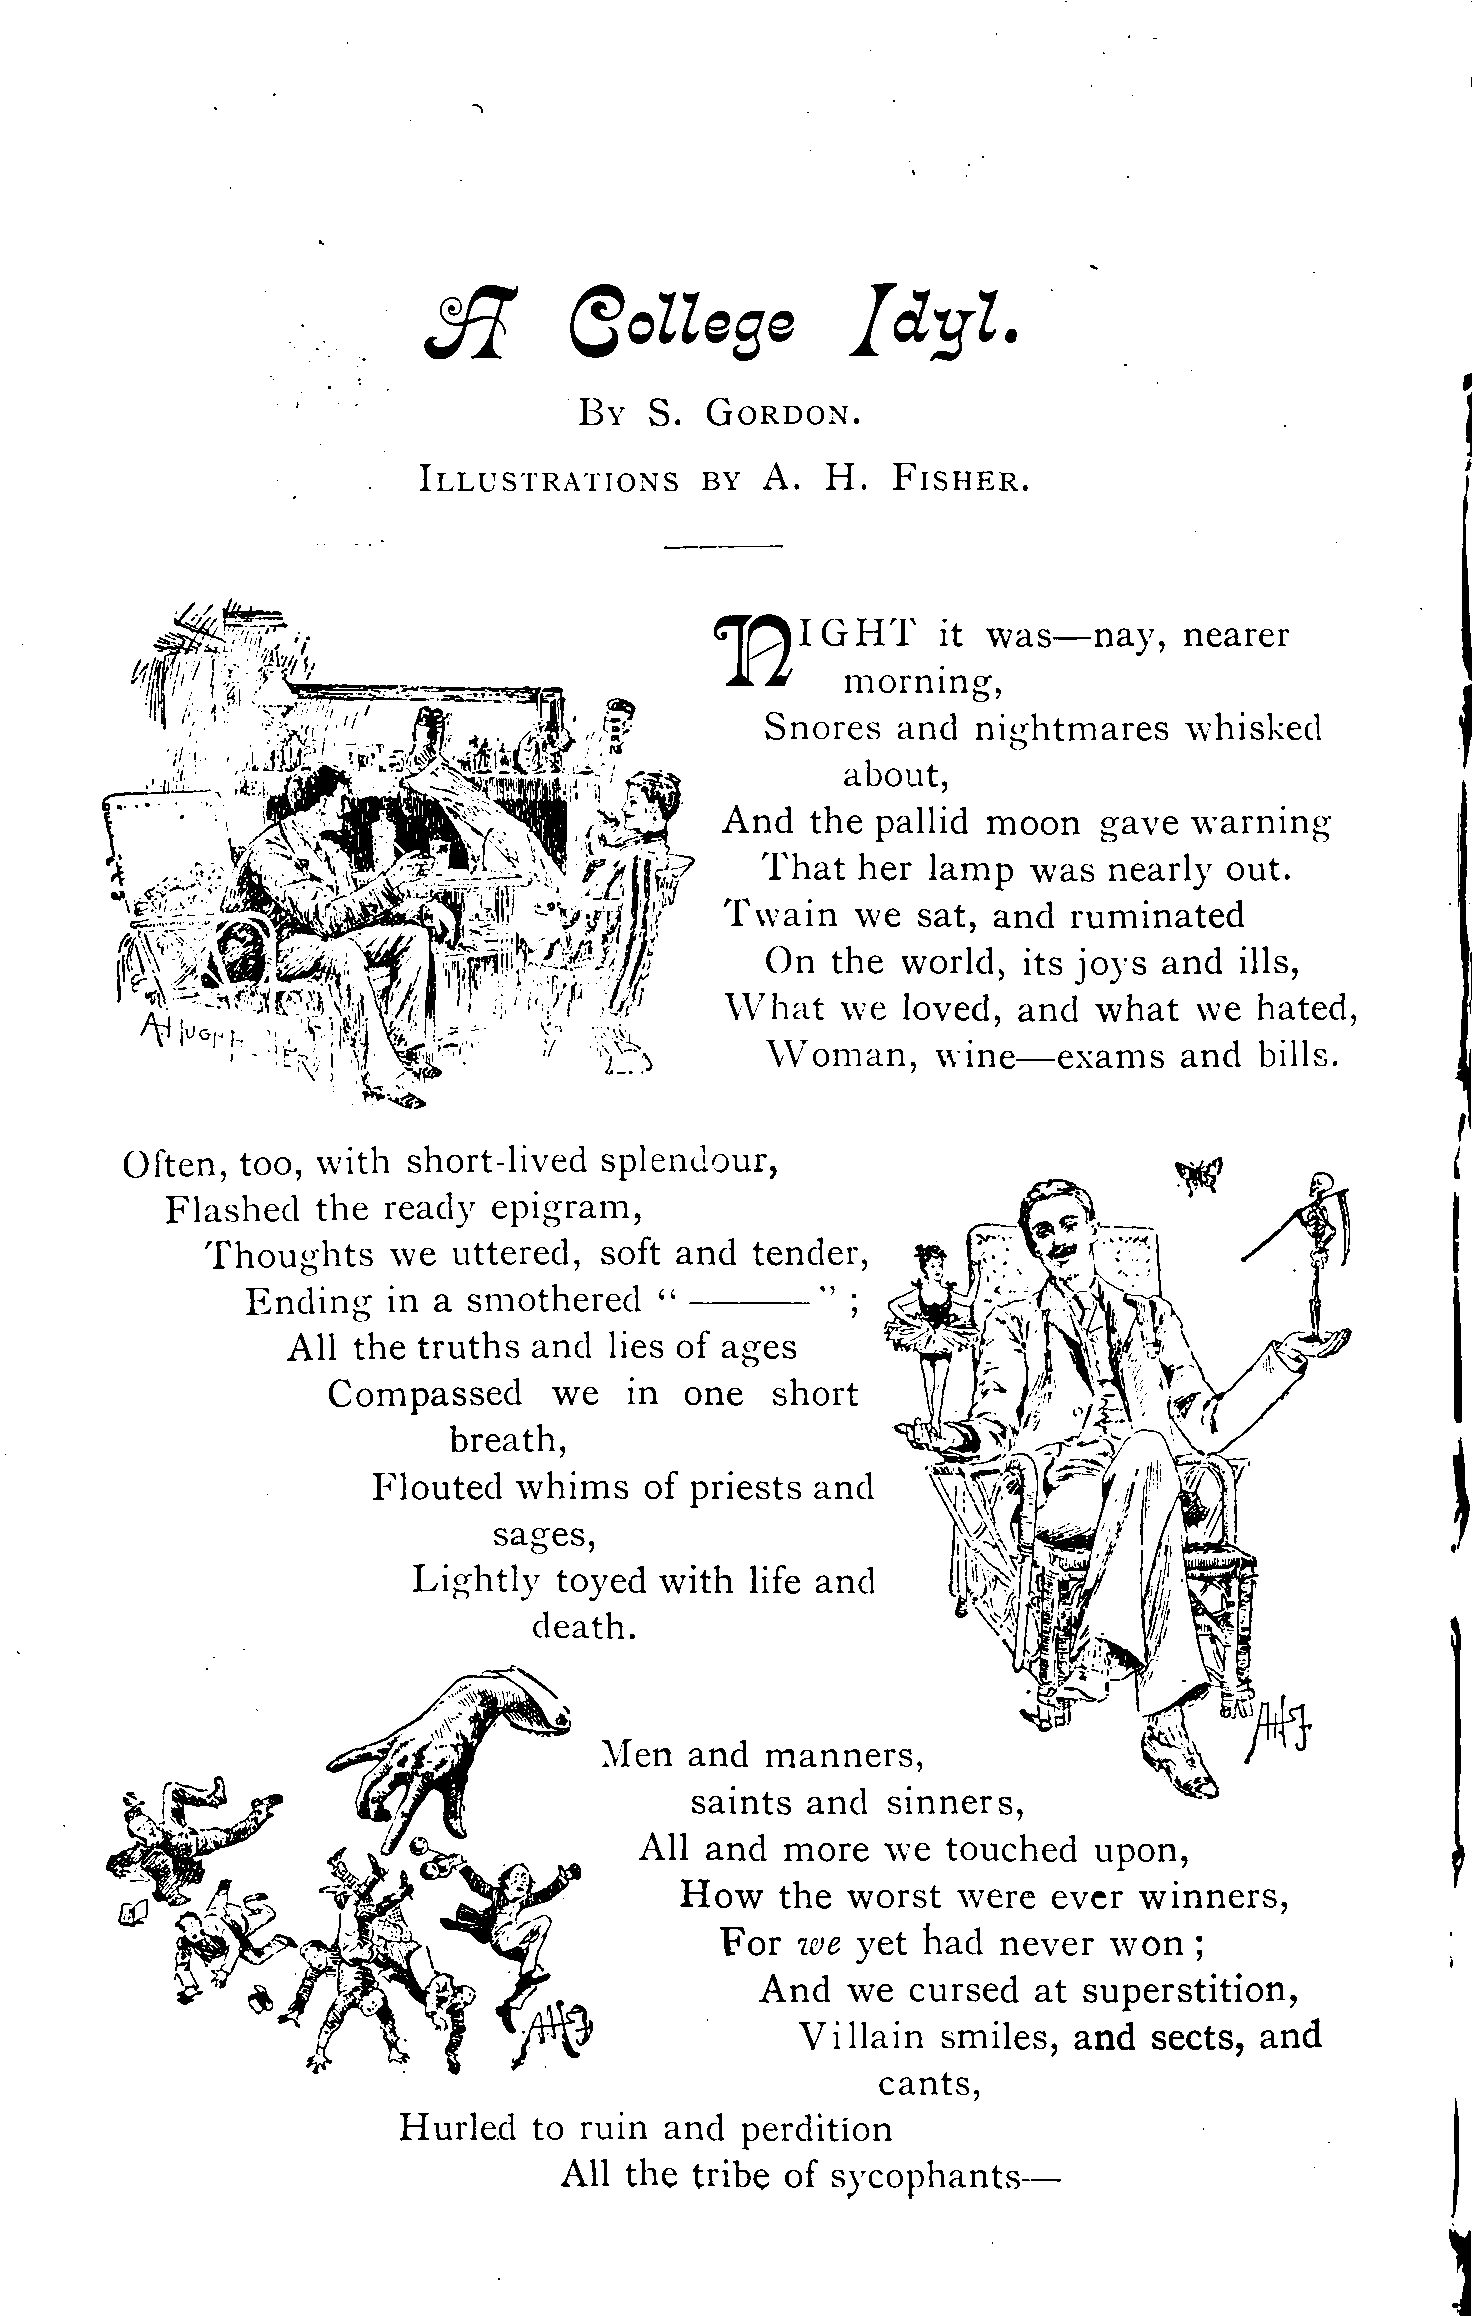 A College Idyl.
By S. Gordon.
Illustrations by A. H. Fisher.
NIGHT it was—nay, nearer
morning,
Snores and nightmares whisked
about,
And the pallid moon gave warning
That her lamp was nearly out.
Twain we sat, and ruminated
On the world, its joys and ills,
What we loved, and what we hated,
Woman, wine—exams and bills.
Often, too, with short-lived splendour,
Flashed the ready epigram,
Thoughts we uttered, soft and tender,
Ending in a smothered “ ——— ” ;
All the truths and lies of ages
Compassed we in one short
breath,
Flouted whims of priests and
sages,
Lightly toyed with life and
death.
AHF
Men and manners,
saints and sinners,
All and more we touched upon,
How the worst were ever winners,
For we yet had never won ;
And we cursed at superstition,
Villain smiles, and sects, and
cants,
AHF
Hurled to ruin and perdition
All the tribe of sycophants—